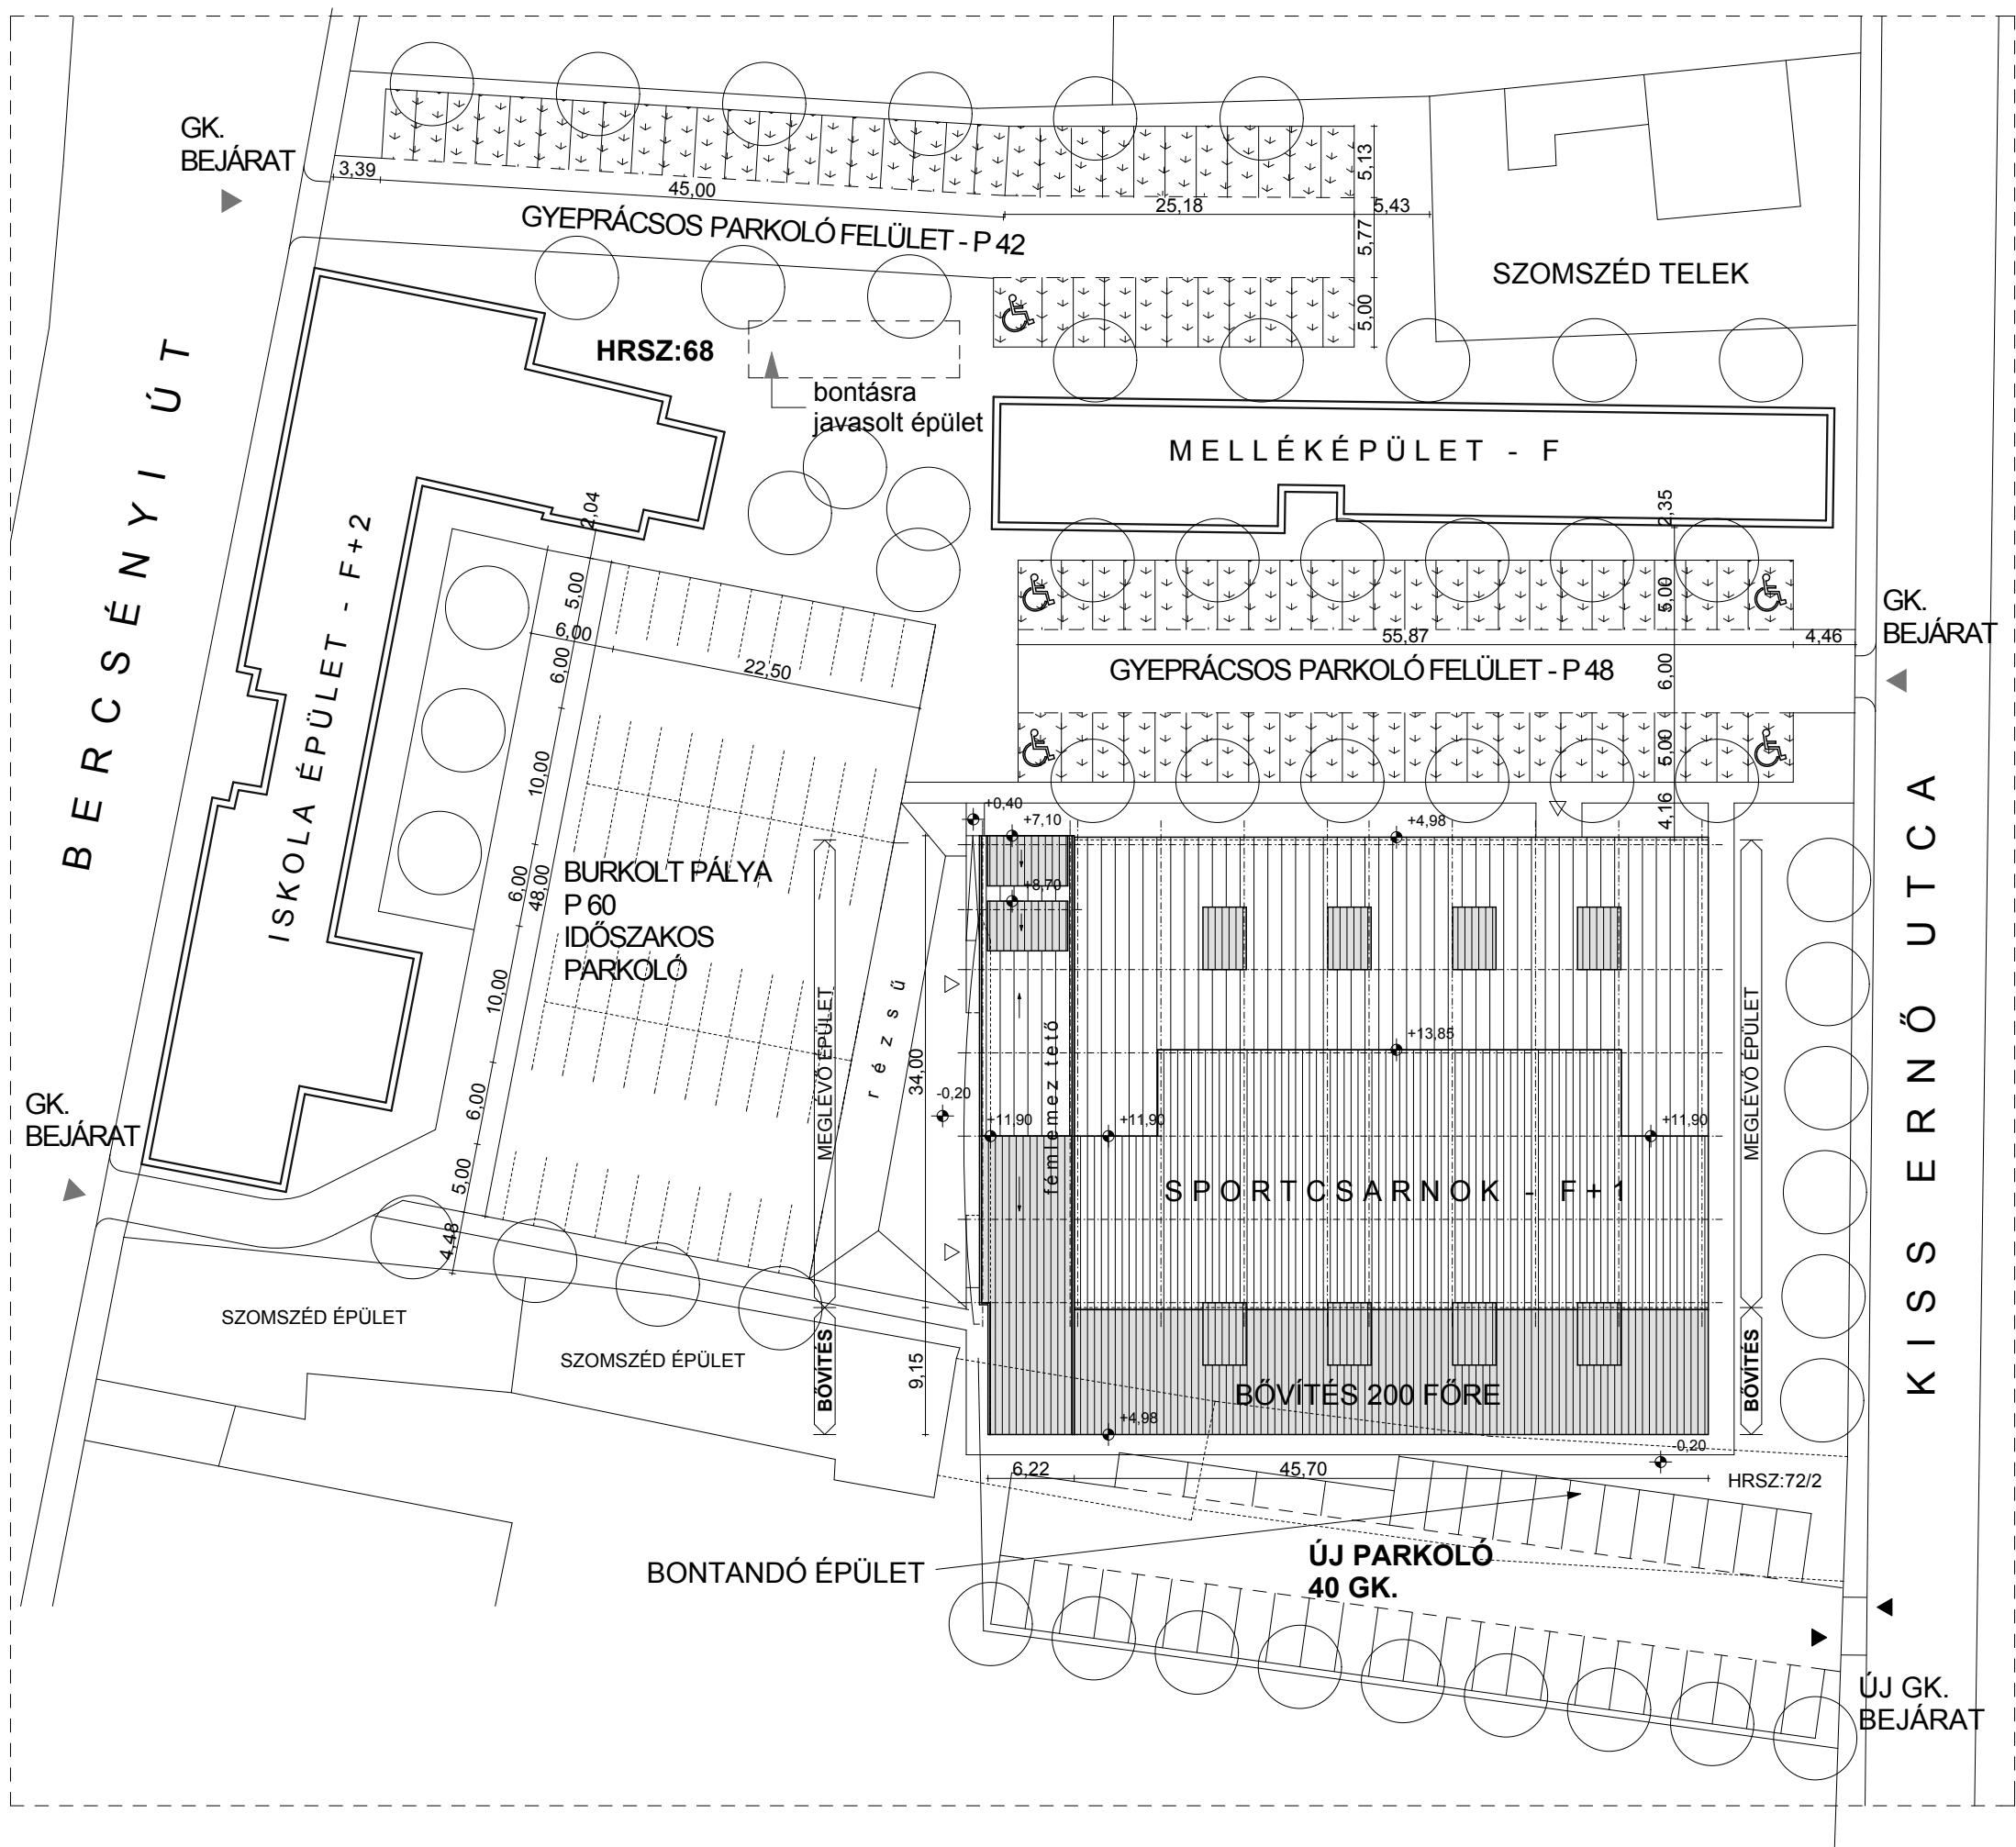 GK.
BEJÁRAT
3,39
45,00
25,18
5,43
5,13
5,77
5,00
GYEPRÁCSOS PARKOLÓ FELÜLET - P 42
SZOMSZÉD TELEK
HRSZ:68
bontásra
javasolt épület
MELLÉKÉPÜLET - F
BERCSÉNYI ÚT
ISKOLA ÉPÜLET - F+2
2,04
5,00
6,00
6,00
22,50
10,00
6,00
48,00
10,00
6,00
5,00
4,48
BURKOLT PÁLYA
P 60
IDŐSZAKOS
PARKOLÓ
2,35
5,00
55,87
4,46
6,00
5,00
4,16
GYEPRÁCSOS PARKOLÓ FELÜLET - P 48
GK.
BEJÁRAT
KISS ERNŐ UTCA
+0,40
+7,10
+4,98
+8,70
MEGLÉVŐ ÉPÜLET
rézsű
34,00
fémlemez tető
+13,85
-0,20
+11,90
+11,90
+11,90
MEGLÉVŐ ÉPÜLET
SPORTCSARNOK - F+1
GK.
BEJÁRAT
SZOMSZÉD ÉPÜLET
SZOMSZÉD ÉPÜLET
BŐVÍTÉS
9,15
BŐVÍTÉS 200 FŐRE
BŐVÍTÉS
+4,98
-0,20
6,22
45,70
HRSZ:72/2
BONTANDÓ ÉPÜLET
ÚJ PARKOLÓ
40 GK.
ÚJ GK.
BEJÁRAT